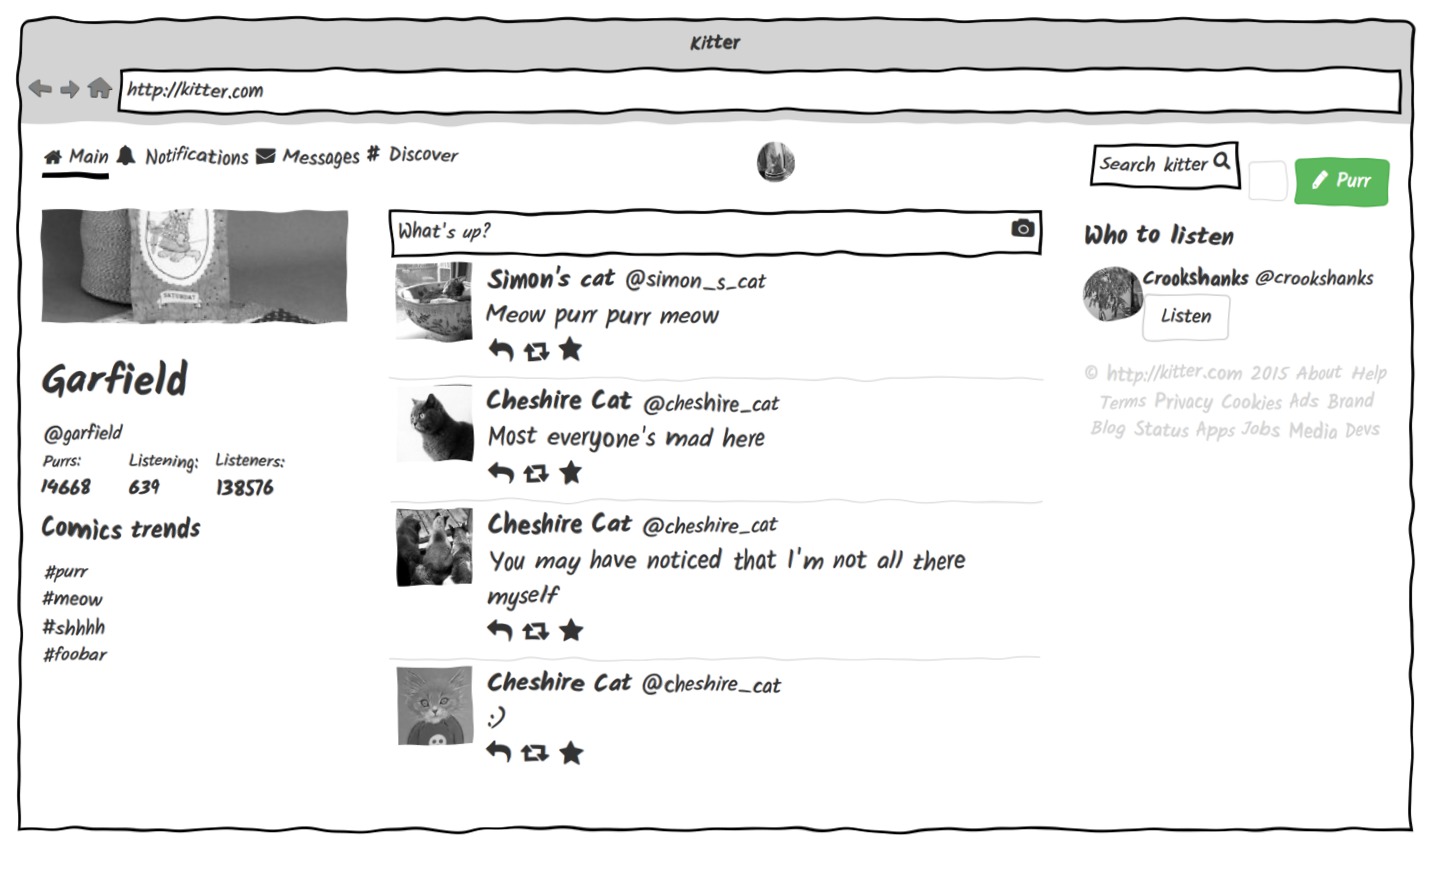 Kitter
http://kitter.com
Main Notifications Messages # Discover
Search kitter
Purr
SATURDAY
Garfield
@garfield
Purrs: Listening: Listeners:
14668 639 138576
Comics trends
#purr
#meow
#shhhh
#foobar
What's up?
Simon's cat @simon_s_cat
Meow purr purr meow
Cheshire Cat @cheshire_cat
Most everyone's mad here
Cheshire Cat @cheshire_cat
You may have noticed that I'm not all there
myself
Cheshire Cat @cheshire_cat
:)
Who to listen
Crookshanks @crookshanks
Listen
© http://kitter.com 2015 About Help
Terms Privacy Cookies Ads Brand
Blog Status Apps Jobs Media Devs